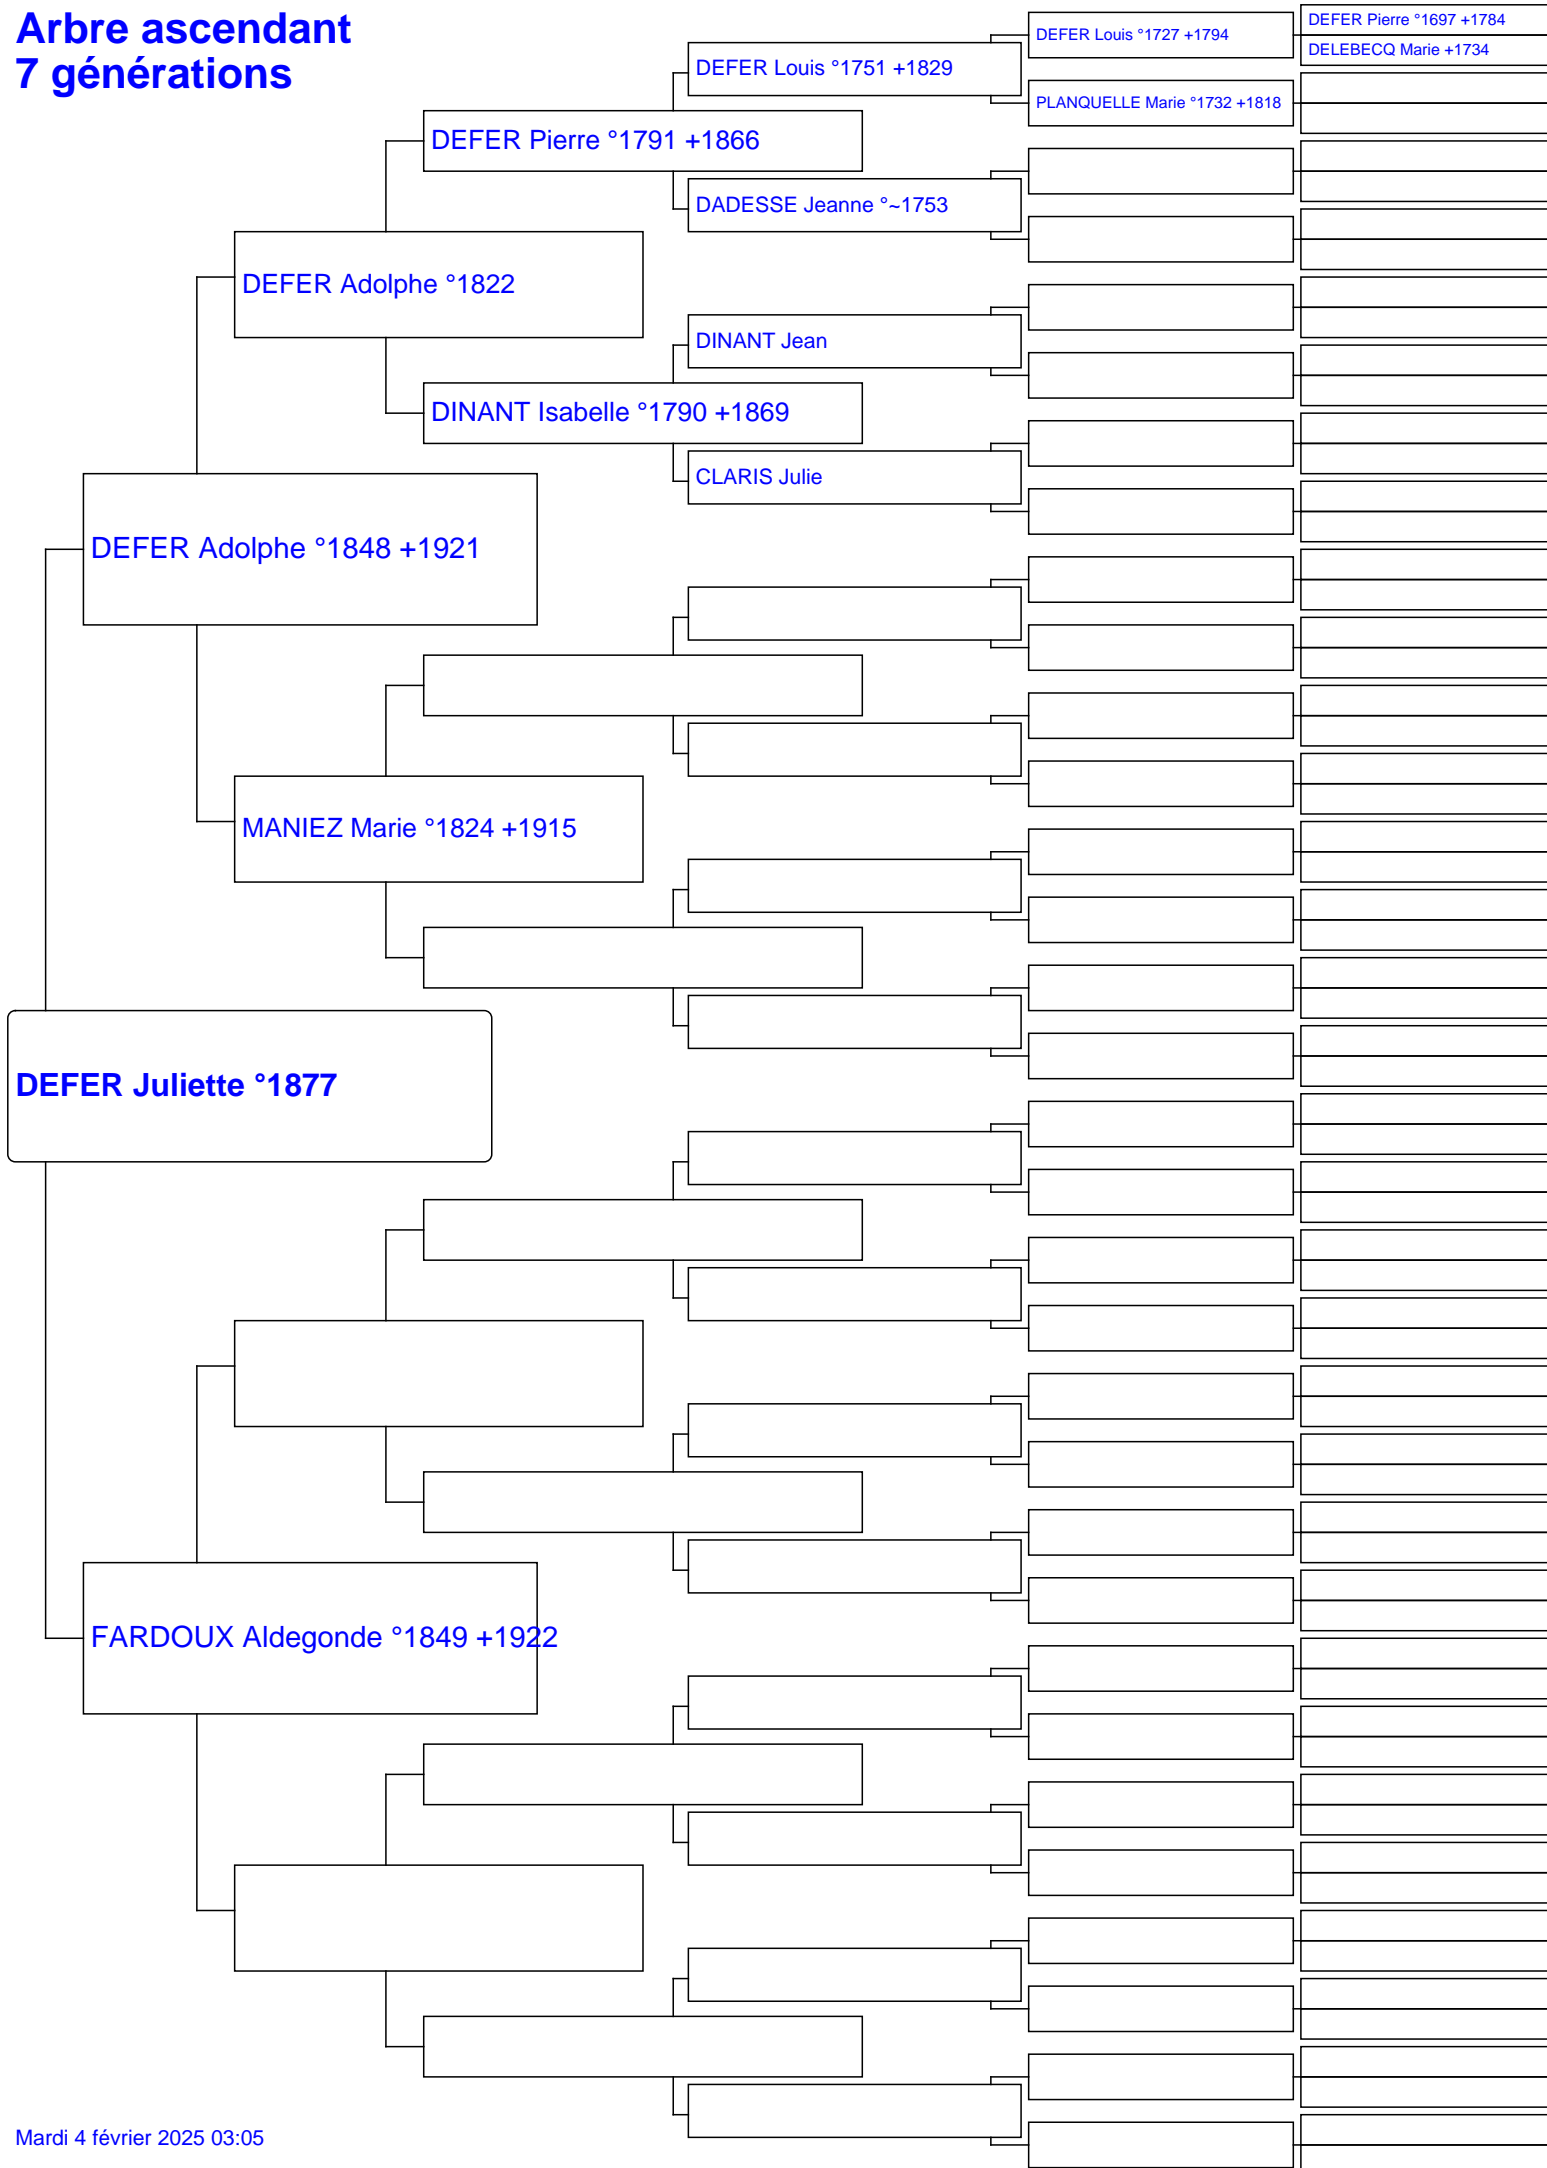 Arbre ascendant
7 générations
DEFER Pierre °1697 +1784
DEFER Louis °1727 +1794
DELEBECQ Marie +1734
DEFER Louis °1751 +1829
PLANQUELLE Marie °1732 +1818
DEFER Pierre °1791 +1866
DADESSE Jeanne °~1753
DEFER Adolphe °1822
DINANT Jean
DINANT Isabelle °1790 +1869
CLARIS Julie
DEFER Adolphe °1848 +1921
MANIEZ Marie °1824 +1915
DEFER Juliette °1877
FARDOUX Aldegonde °1849 +1922
Mardi 4 février 2025 03:05